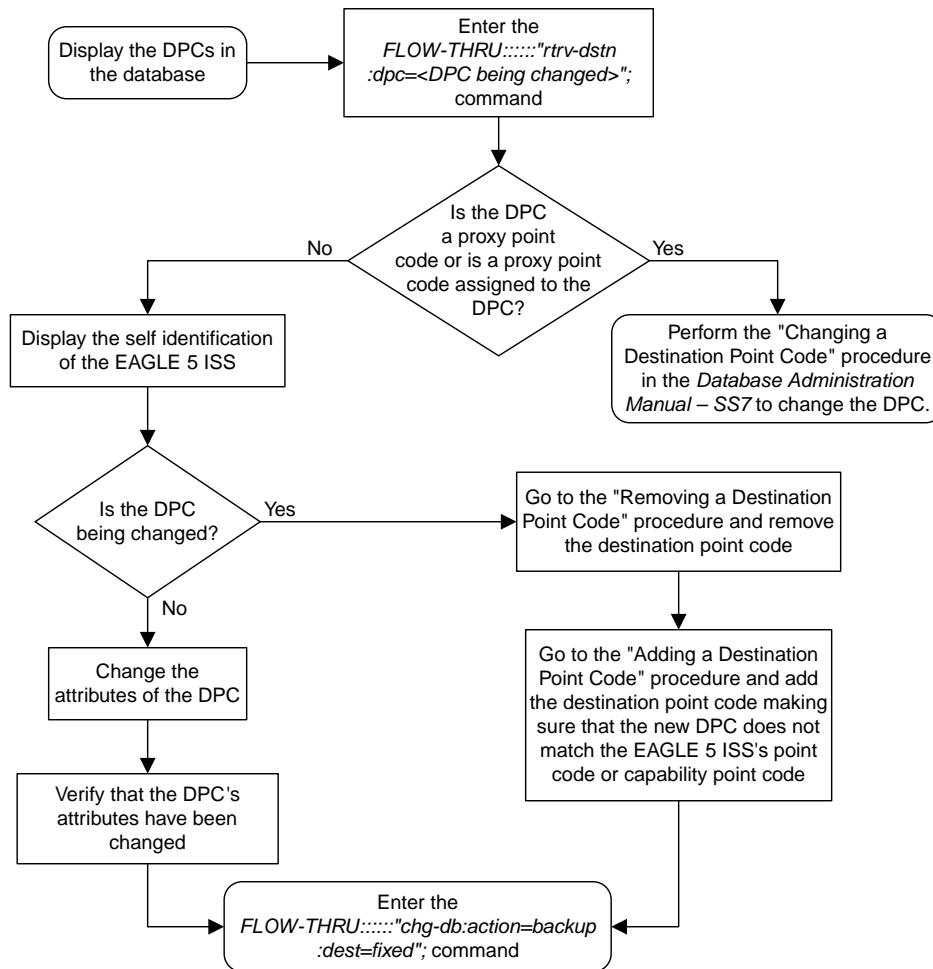 Display the DPCs in
the database
Enter the
FLOW-THRU::::::"rtrv-dstn
:dpc=<DPC being changed>";
command
Is the DPC
a proxy point
code or is a proxy point
code assigned to the
DPC?
No
Yes
Display the self identification
of the EAGLE 5 ISS
Perform the "Changing a
Destination Point Code" procedure
in the Database Administration
Manual – SS7 to change the DPC.
Is the DPC
being changed?
Yes
No
Go to the "Removing a Destination
Point Code" procedure and remove
the destination point code
Change the
attributes of the DPC
Go to the "Adding a Destination
Point Code" procedure and add
the destination point code making
sure that the new DPC does not
match the EAGLE 5 ISS's point
code or capability point code
Verify that the DPC's
attributes have been
changed
Enter the
FLOW-THRU::::::"chg-db:action=backup
:dest=fixed"; command